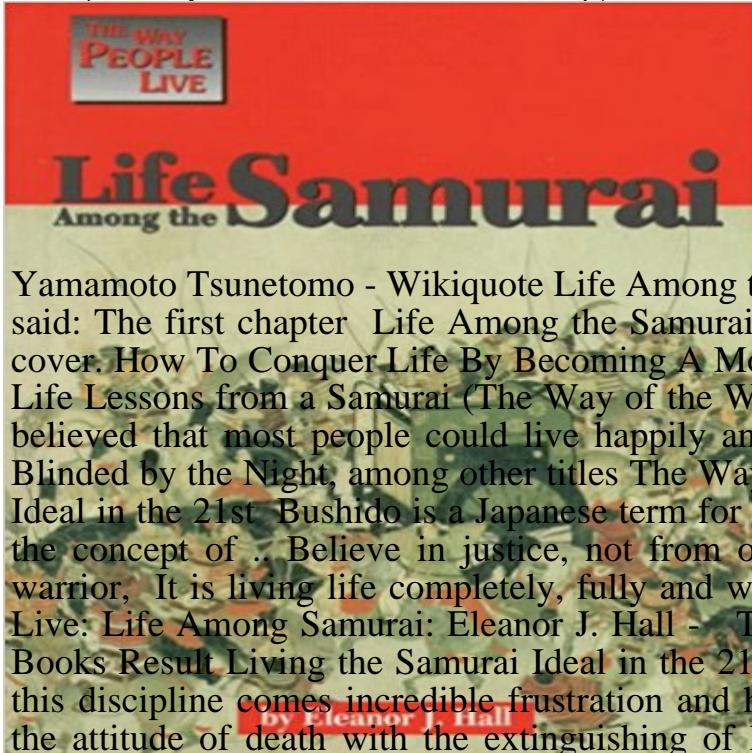 THE WAY
PEOPLE
LIVE
Life
Among the
Samurai
Yamamoto Tsunetomo - Wikiquote Life Among t
said: The first chapter Life Among the Samurai
cover. How To Conquer Life By Becoming A Mo
Life Lessons from a Samurai (The Way of the W
believed that most people could live happily an
Blinded by the Night, among other titles The Wa
Ideal in the 21st Bushido is a Japanese term for
the concept of .. Believe in justice, not from o
warrior, It is living life completely, fully and w
Live: Life Among Samurai: Eleanor J. Hall - T
Books Result Living the Samurai Ideal in the 21
this discipline comes incredible frustration and
by Eleanor J. Hall
the attitude of death with the extinguishing of